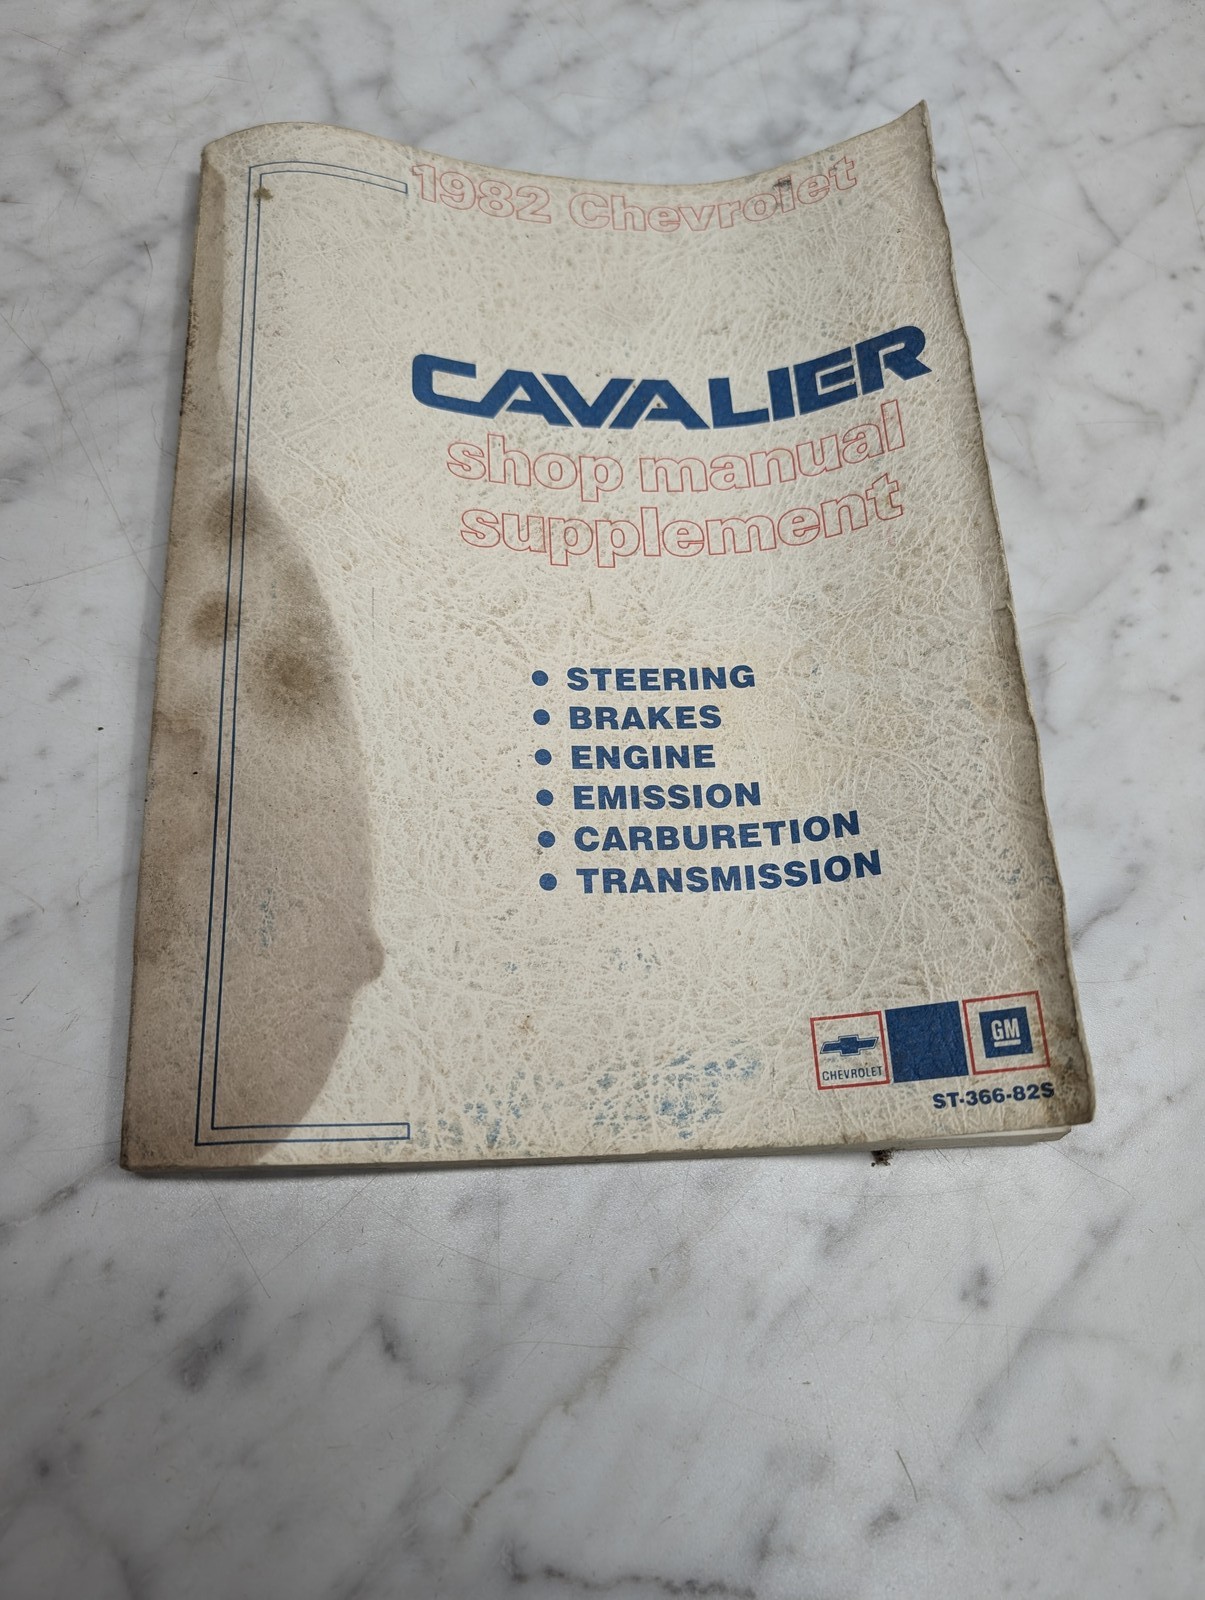 1982 Chevrolet
CAVALIER
shop manual
supplement
• STEERING
• BRAKES
• ENGINE
• EMISSION
• CARBURETION
• TRANSMISSION
CHEVROLET
GM
ST-366-82S